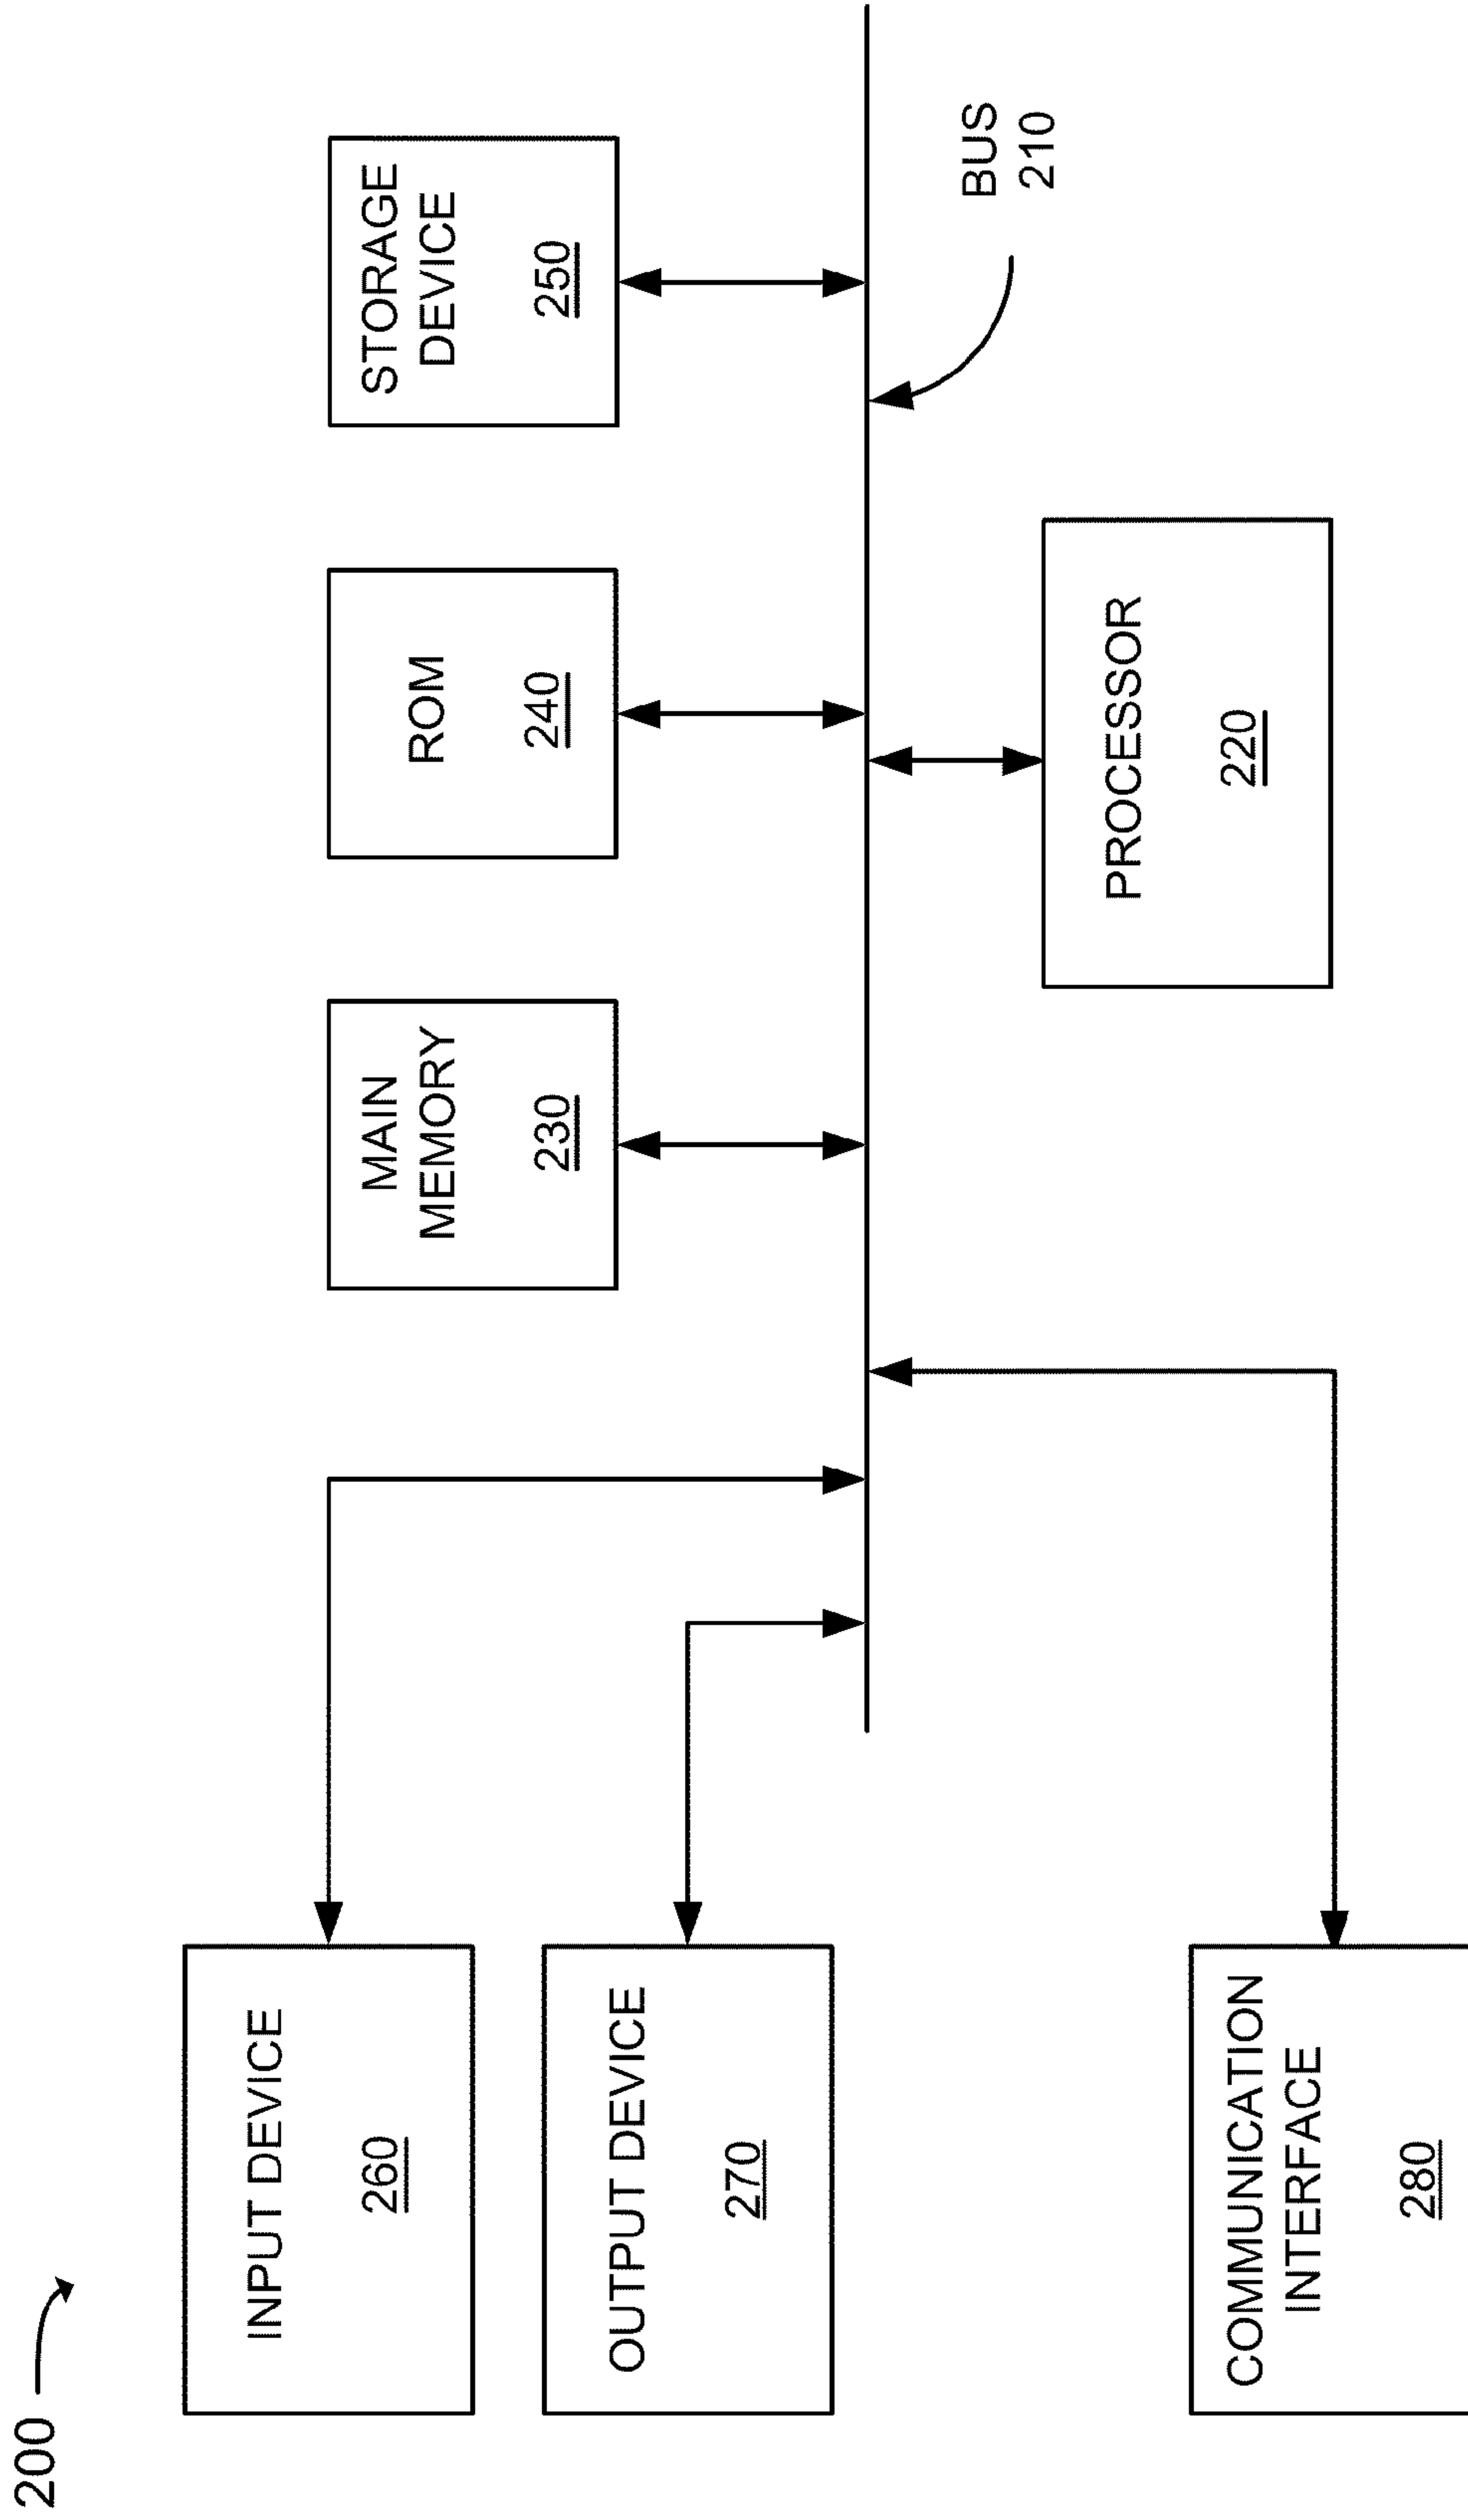 200
INPUT DEVICE
260
OUTPUT DEVICE
270
COMMUNICATION
INTERFACE
280
MAIN
MEMORY
230
ROM
240
STORAGE
DEVICE
250
PROCESSOR
220
BUS
210